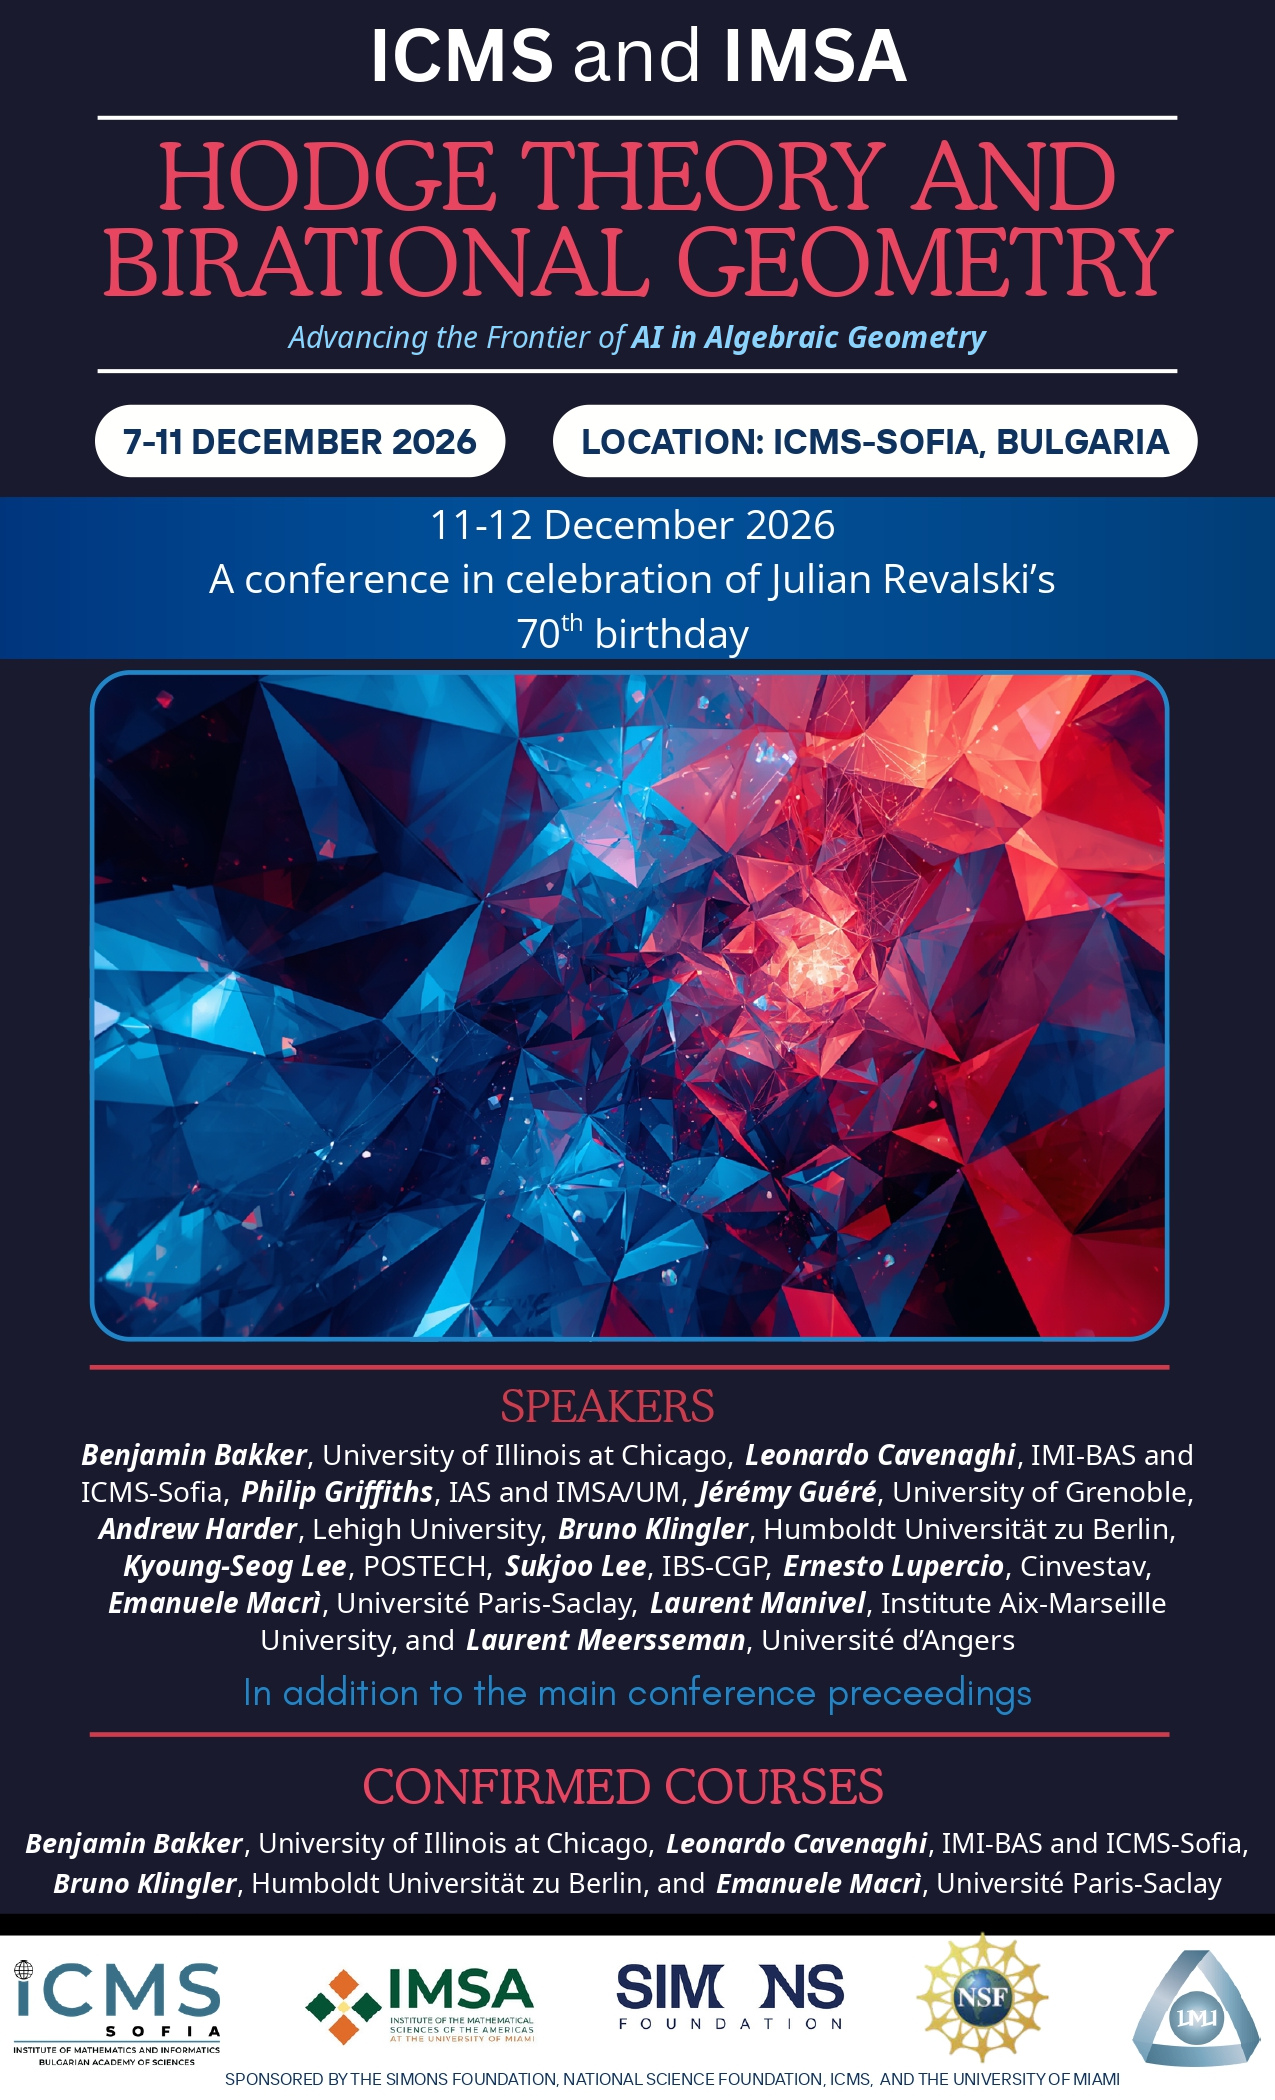 ICMS and IMSA
HODGE THEORY AND
BIRATIONAL GEOMETRY
Advancing the Frontier of AI in Algebraic Geometry
7-11 DECEMBER 2026
LOCATION: ICMS-SOFIA, BULGARIA
11-12 December 2026
A conference in celebration of Julian Revalski's
70th birthday
SPEAKERS
Benjamin Bakker, University of Illinois at Chicago, Leonardo Cavenaghi, IMI-BAS and
ICMS-Sofia, Philip Griffiths, IAS and IMSA/UM, Jérémy Guéré, University of Grenoble,
Andrew Harder, Lehigh University, Bruno Klingler, Humboldt Universität zu Berlin,
Kyoung-Seog Lee, POSTECH, Sukjoo Lee, IBS-CGP, Ernesto Lupercio, Cinvestav,
Emanuele Macrì, Université Paris-Saclay, Laurent Manivel, Institute Aix-Marseille
University, and Laurent Meersseman, Université d'Angers
In addition to the main conference preceedings
CONFIRMED COURSES
Benjamin Bakker, University of Illinois at Chicago, Leonardo Cavenaghi, IMI-BAS and ICMS-Sofia,
Bruno Klingler, Humboldt Universität zu Berlin, and Emanuele Macrì, Université Paris-Saclay
iCMS
SOFIA
INSTITUTE OF MATHEMATICS AND INFORMATICS
BULGARIAN ACADEMY OF SCIENCES
IMSA
INSTITUTE OF THE MATHEMATICAL
SCIENCES OF THE AMERICAS
AT THE UNIVERSITY OF MIAMI
SIMONS
FOUNDATION
NSF
SPONSORED BY THE SIMONS FOUNDATION, NATIONAL SCIENCE FOUNDATION, ICMS, AND THE UNIVERSITY OF MIAMI